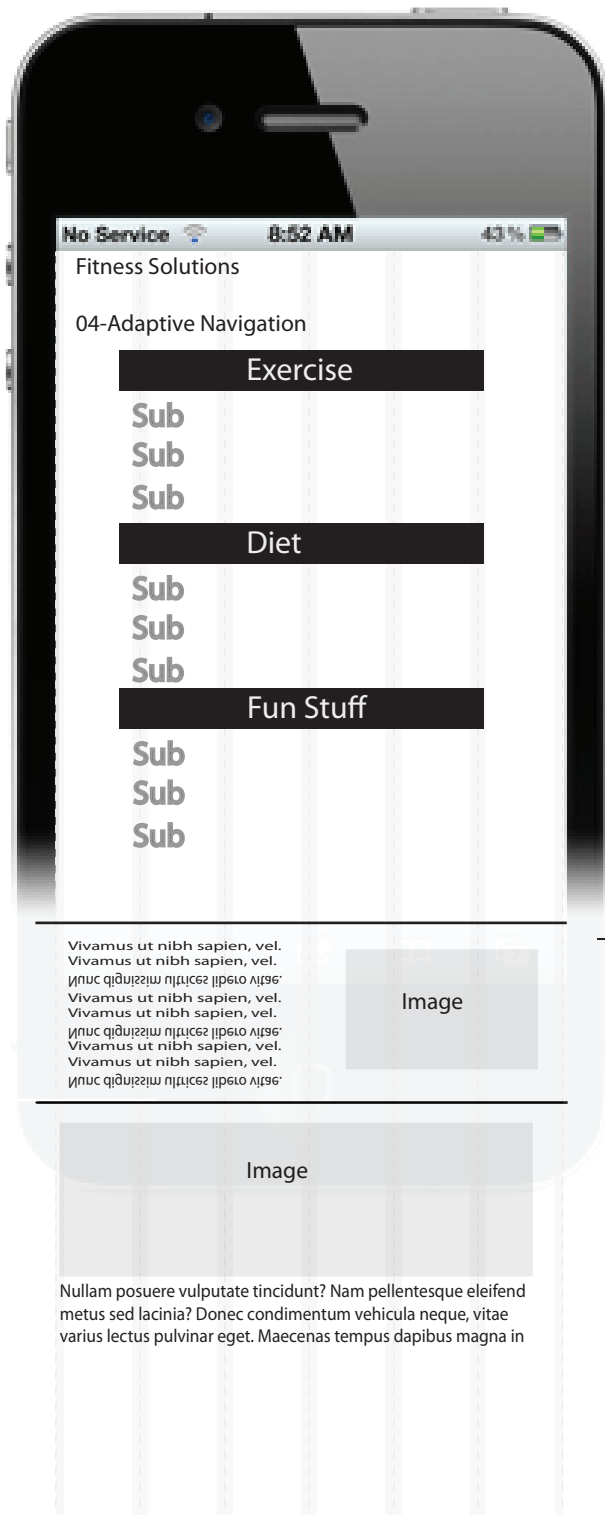 No Service 8:52 AM 43%
Fitness Solutions
04-Adaptive Navigation
Exercise
Sub
Sub
Sub
Diet
Sub
Sub
Sub
Fun Stuff
Sub
Sub
Sub
Vivamus ut nibh sapien, vel.
Vivamus ut nibh sapien, vel.
Nunc dignissim ultrices libero vitae.
Vivamus ut nibh sapien, vel.
Vivamus ut nibh sapien, vel.
Nunc dignissim ultrices libero vitae.
Vivamus ut nibh sapien, vel.
Vivamus ut nibh sapien, vel.
Nunc dignissim ultrices libero vitae.
Image
Image
Nullam posuere vulputate tincidunt? Nam pellentesque eleifend
metus sed lacinia? Donec condimentum vehicula neque, vitae
varius lectus pulvinar eget. Maecenas tempus dapibus magna in